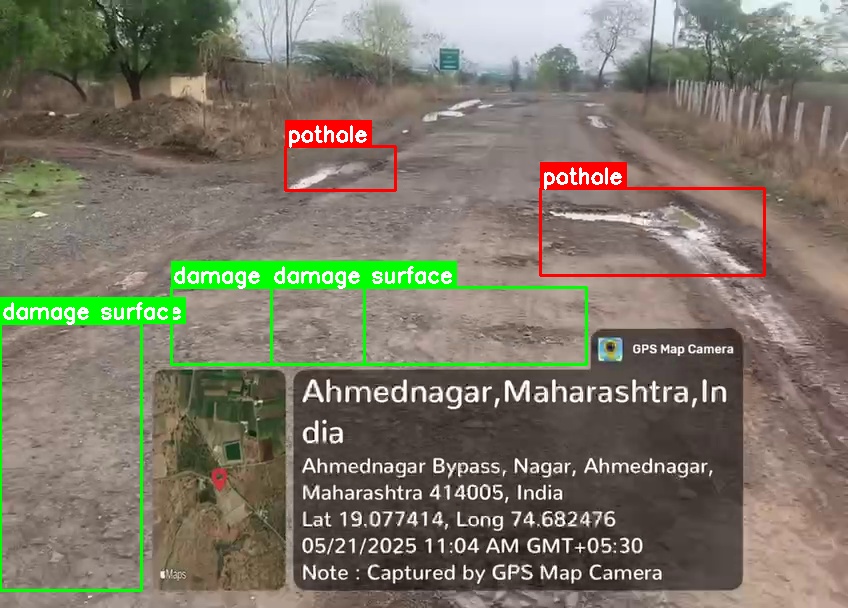 pothole
pothole
damage damage surface
damage surface
GPS Map Camera
Ahmednagar,Maharashtra,In
dia
Ahmednagar Bypass, Nagar, Ahmednagar,
Maharashtra 414005, India
Lat 19.077414, Long 74.682476
05/21/2025 11:04 AM GMT+05:30
Note : Captured by GPS Map Camera
Maps